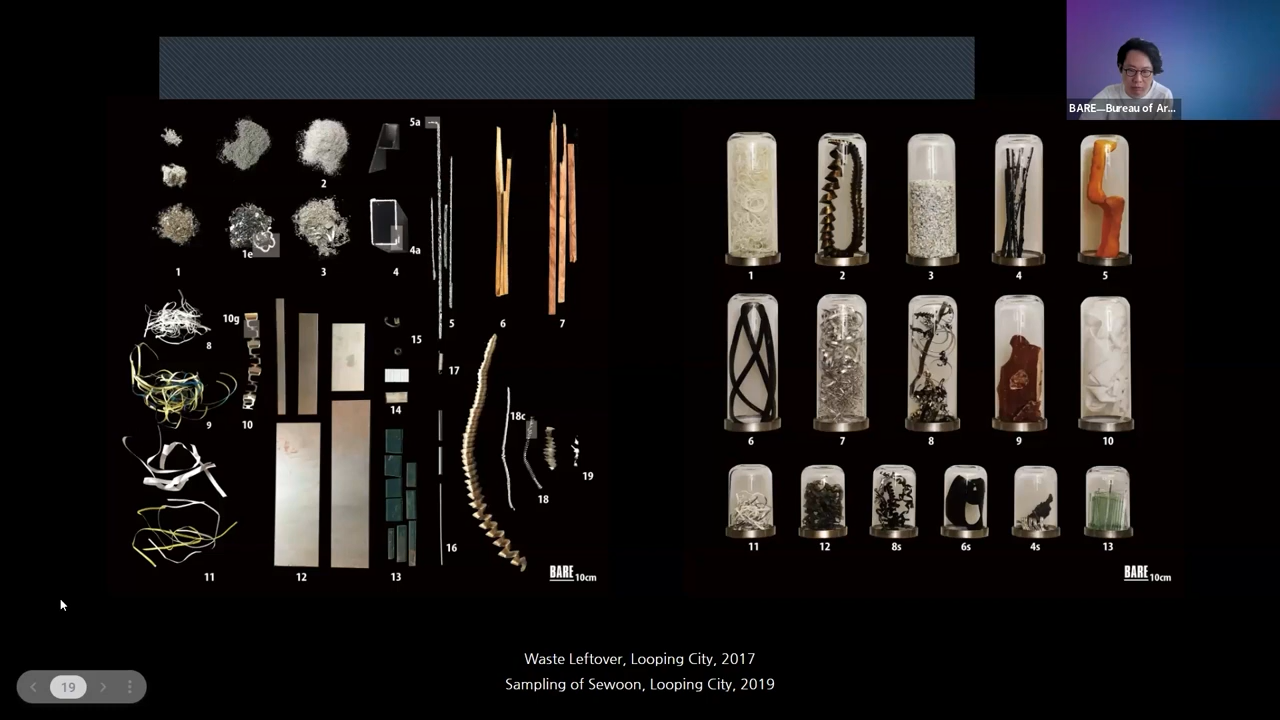 BARE—Bureau of Ar...
5a
2
1e
4a
1
3
4
5
6
7
10g
8
15
17
14
9
10
18c
19
18
16
11
12
13
BARE 10cm
1
2
3
4
5
6
7
8
9
10
11
12
8s
6s
4s
13
BARE 10cm
Waste Leftover, Looping City, 2017
Sampling of Sewoon, Looping City, 2019
19